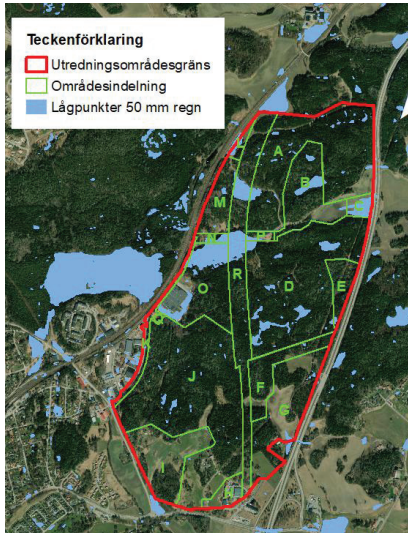 Teckenförklaring
Utredningsområdesgräns
Områdesindelning
Lågpunkter 50 mm regn
A
B
M
R
O
D
E
J
F
G
I
N